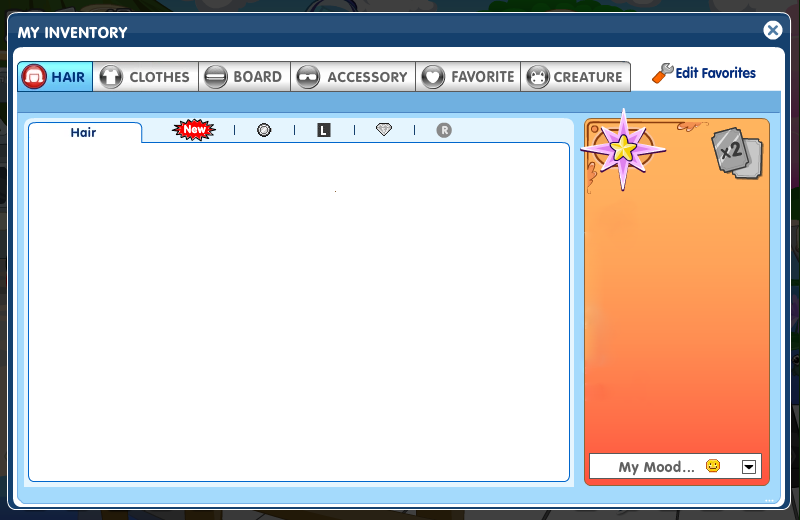 MY INVENTORY
HAIR CLOTHES BOARD ACCESSORY FAVORITE CREATURE Edit Favorites
Hair New L R
x2
My Mood...
...